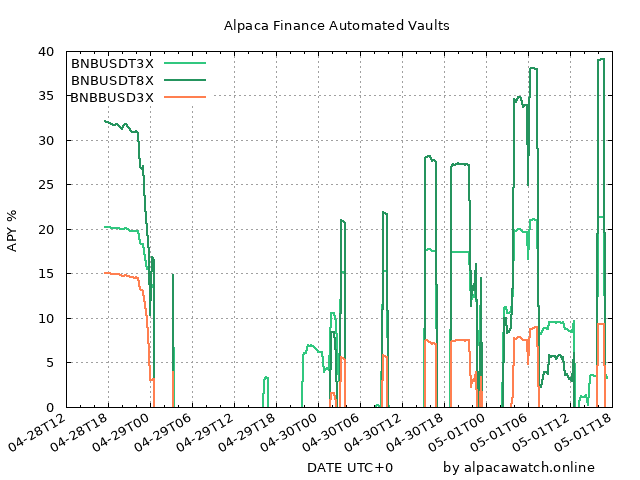 Alpaca Finance Automated Vaults
40
35
30
25
20
15
10
5
0
APY %
BNBUSDT3X
BNBUSDT8X
BNBBUSD3X
04-28T12
04-28T18
04-29T00
04-29T06
04-29T12
04-29T18
04-30T00
04-30T06
04-30T12
04-30T18
05-01T00
05-01T06
05-01T12
05-01T18
DATE UTC+0
by alpacawatch.online